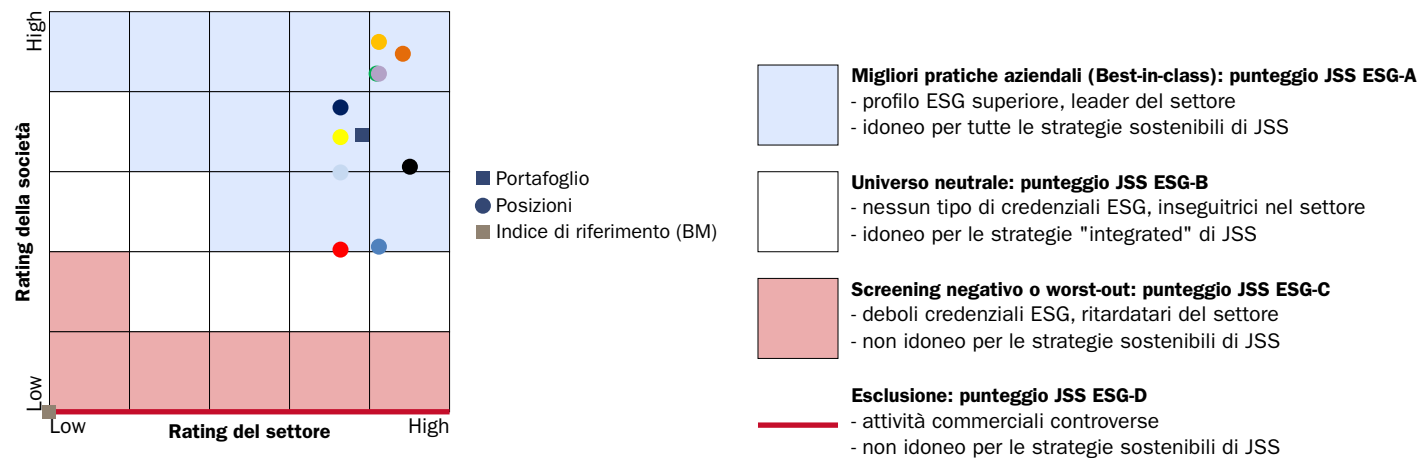 High
Rating della società
Low
Low
Rating del settore
High
Portafoglio
Posizioni
Indice di riferimento (BM)
Migliori pratiche aziendali (Best-in-class): punteggio JSS ESG-A
- profilo ESG superiore, leader del settore
- idoneo per tutte le strategie sostenibili di JSS
Universo neutrale: punteggio JSS ESG-B
- nessun tipo di credenziali ESG, inseguitrici nel settore
- idoneo per le strategie "integrated" di JSS
Screening negativo o worst-out: punteggio JSS ESG-C
- deboli credenziali ESG, ritardatari del settore
- non idoneo per le strategie sostenibili di JSS
Esclusione: punteggio JSS ESG-D
- attività commerciali controverse
- non idoneo per le strategie sostenibili di JSS